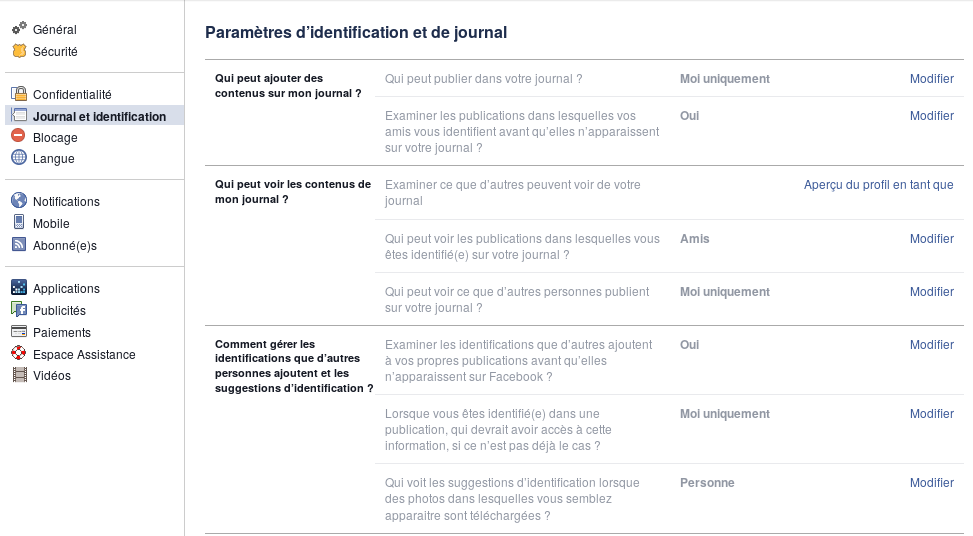 Général
Sécurité
Confidentialité
Journal et identification
Blocage
Langue
Notifications
Mobile
Abonné(e)s
Applications
Publicités
Paiements
Espace Assistance
Vidéos
Paramètres d’identification et de journal
Qui peut ajouter des
contenus sur mon journal ?
Qui peut publier dans votre journal ?
Moi uniquement
Modifier
Examiner les publications dans lesquelles vos
amis vous identifient avant qu’elles n’apparaissent
sur votre journal ?
Oui
Modifier
Qui peut voir les contenus de
mon journal ?
Examiner ce que d’autres peuvent voir de votre
journal
Aperçu du profil en tant que
Qui peut voir les publications dans lesquelles vous
êtes identifié(e) sur votre journal ?
Amis
Modifier
Qui peut voir ce que d’autres personnes publient
sur votre journal ?
Moi uniquement
Modifier
Comment gérer les
identifications que d’autres
personnes ajoutent et les
suggestions d’identification ?
Examiner les identifications que d’autres ajoutent
à vos propres publications avant qu’elles
n’apparaissent sur Facebook ?
Oui
Modifier
Lorsque vous êtes identifié(e) dans une
publication, qui devrait avoir accès à cette
information, si ce n’est pas déjà le cas ?
Moi uniquement
Modifier
Qui voit les suggestions d’identification lorsque
des photos dans lesquelles vous semblez
apparaitre sont téléchargées ?
Personne
Modifier